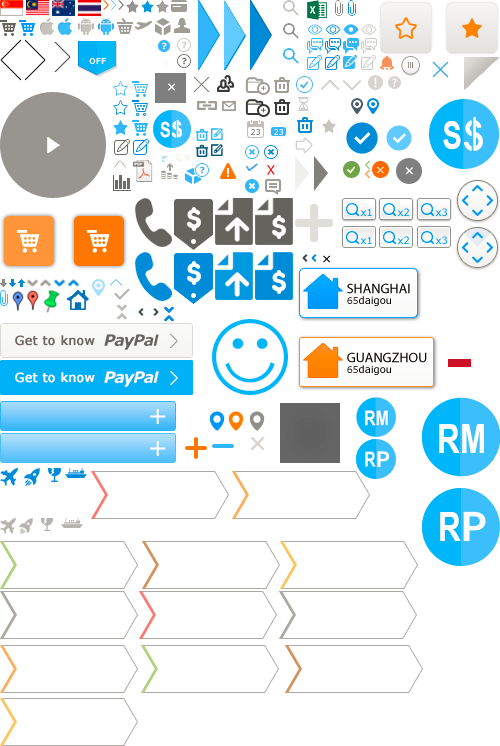 OFF
S$
S$
PDF
23
23
x1
x2
x3
x1
x2
x3
$
$
$
$
SHANGHAI
65daigou
Get to know PayPal
GUANGZHOU
65daigou
Get to know PayPal
RM
RM
RP
RP